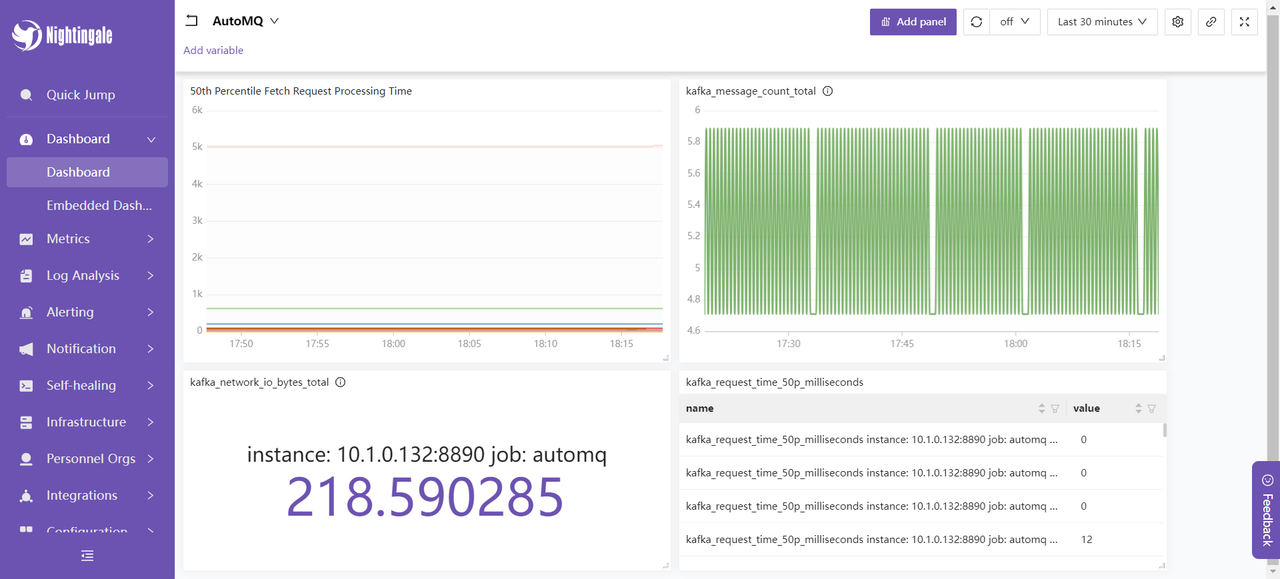 Nightingale
Quick Jump
Dashboard
Dashboard
Embedded Dash...
Metrics
Log Analysis
Alerting
Notification
Self-healing
Infrastructure
Personnel Orgs
Integrations
Configuration
AutoMQ
Add panel
off
Last 30 minutes
Add variable
50th Percentile Fetch Request Processing Time
6k
5k
4k
3k
2k
1k
0
17:50 17:55 18:00 18:05 18:10 18:15
kafka_message_count_total
6
5.8
5.6
5.4
5.2
5
4.8
4.6
17:30 17:45 18:00 18:15
kafka_network_io_bytes_total
instance: 10.1.0.132:8890 job: automq
218.590285
kafka_request_time_50p_milliseconds
name value
kafka_request_time_50p_milliseconds instance: 10.1.0.132:8890 job: automq ... 0
kafka_request_time_50p_milliseconds instance: 10.1.0.132:8890 job: automq ... 0
kafka_request_time_50p_milliseconds instance: 10.1.0.132:8890 job: automq ... 0
kafka_request_time_50p_milliseconds instance: 10.1.0.132:8890 job: automq ... 12
Feedback